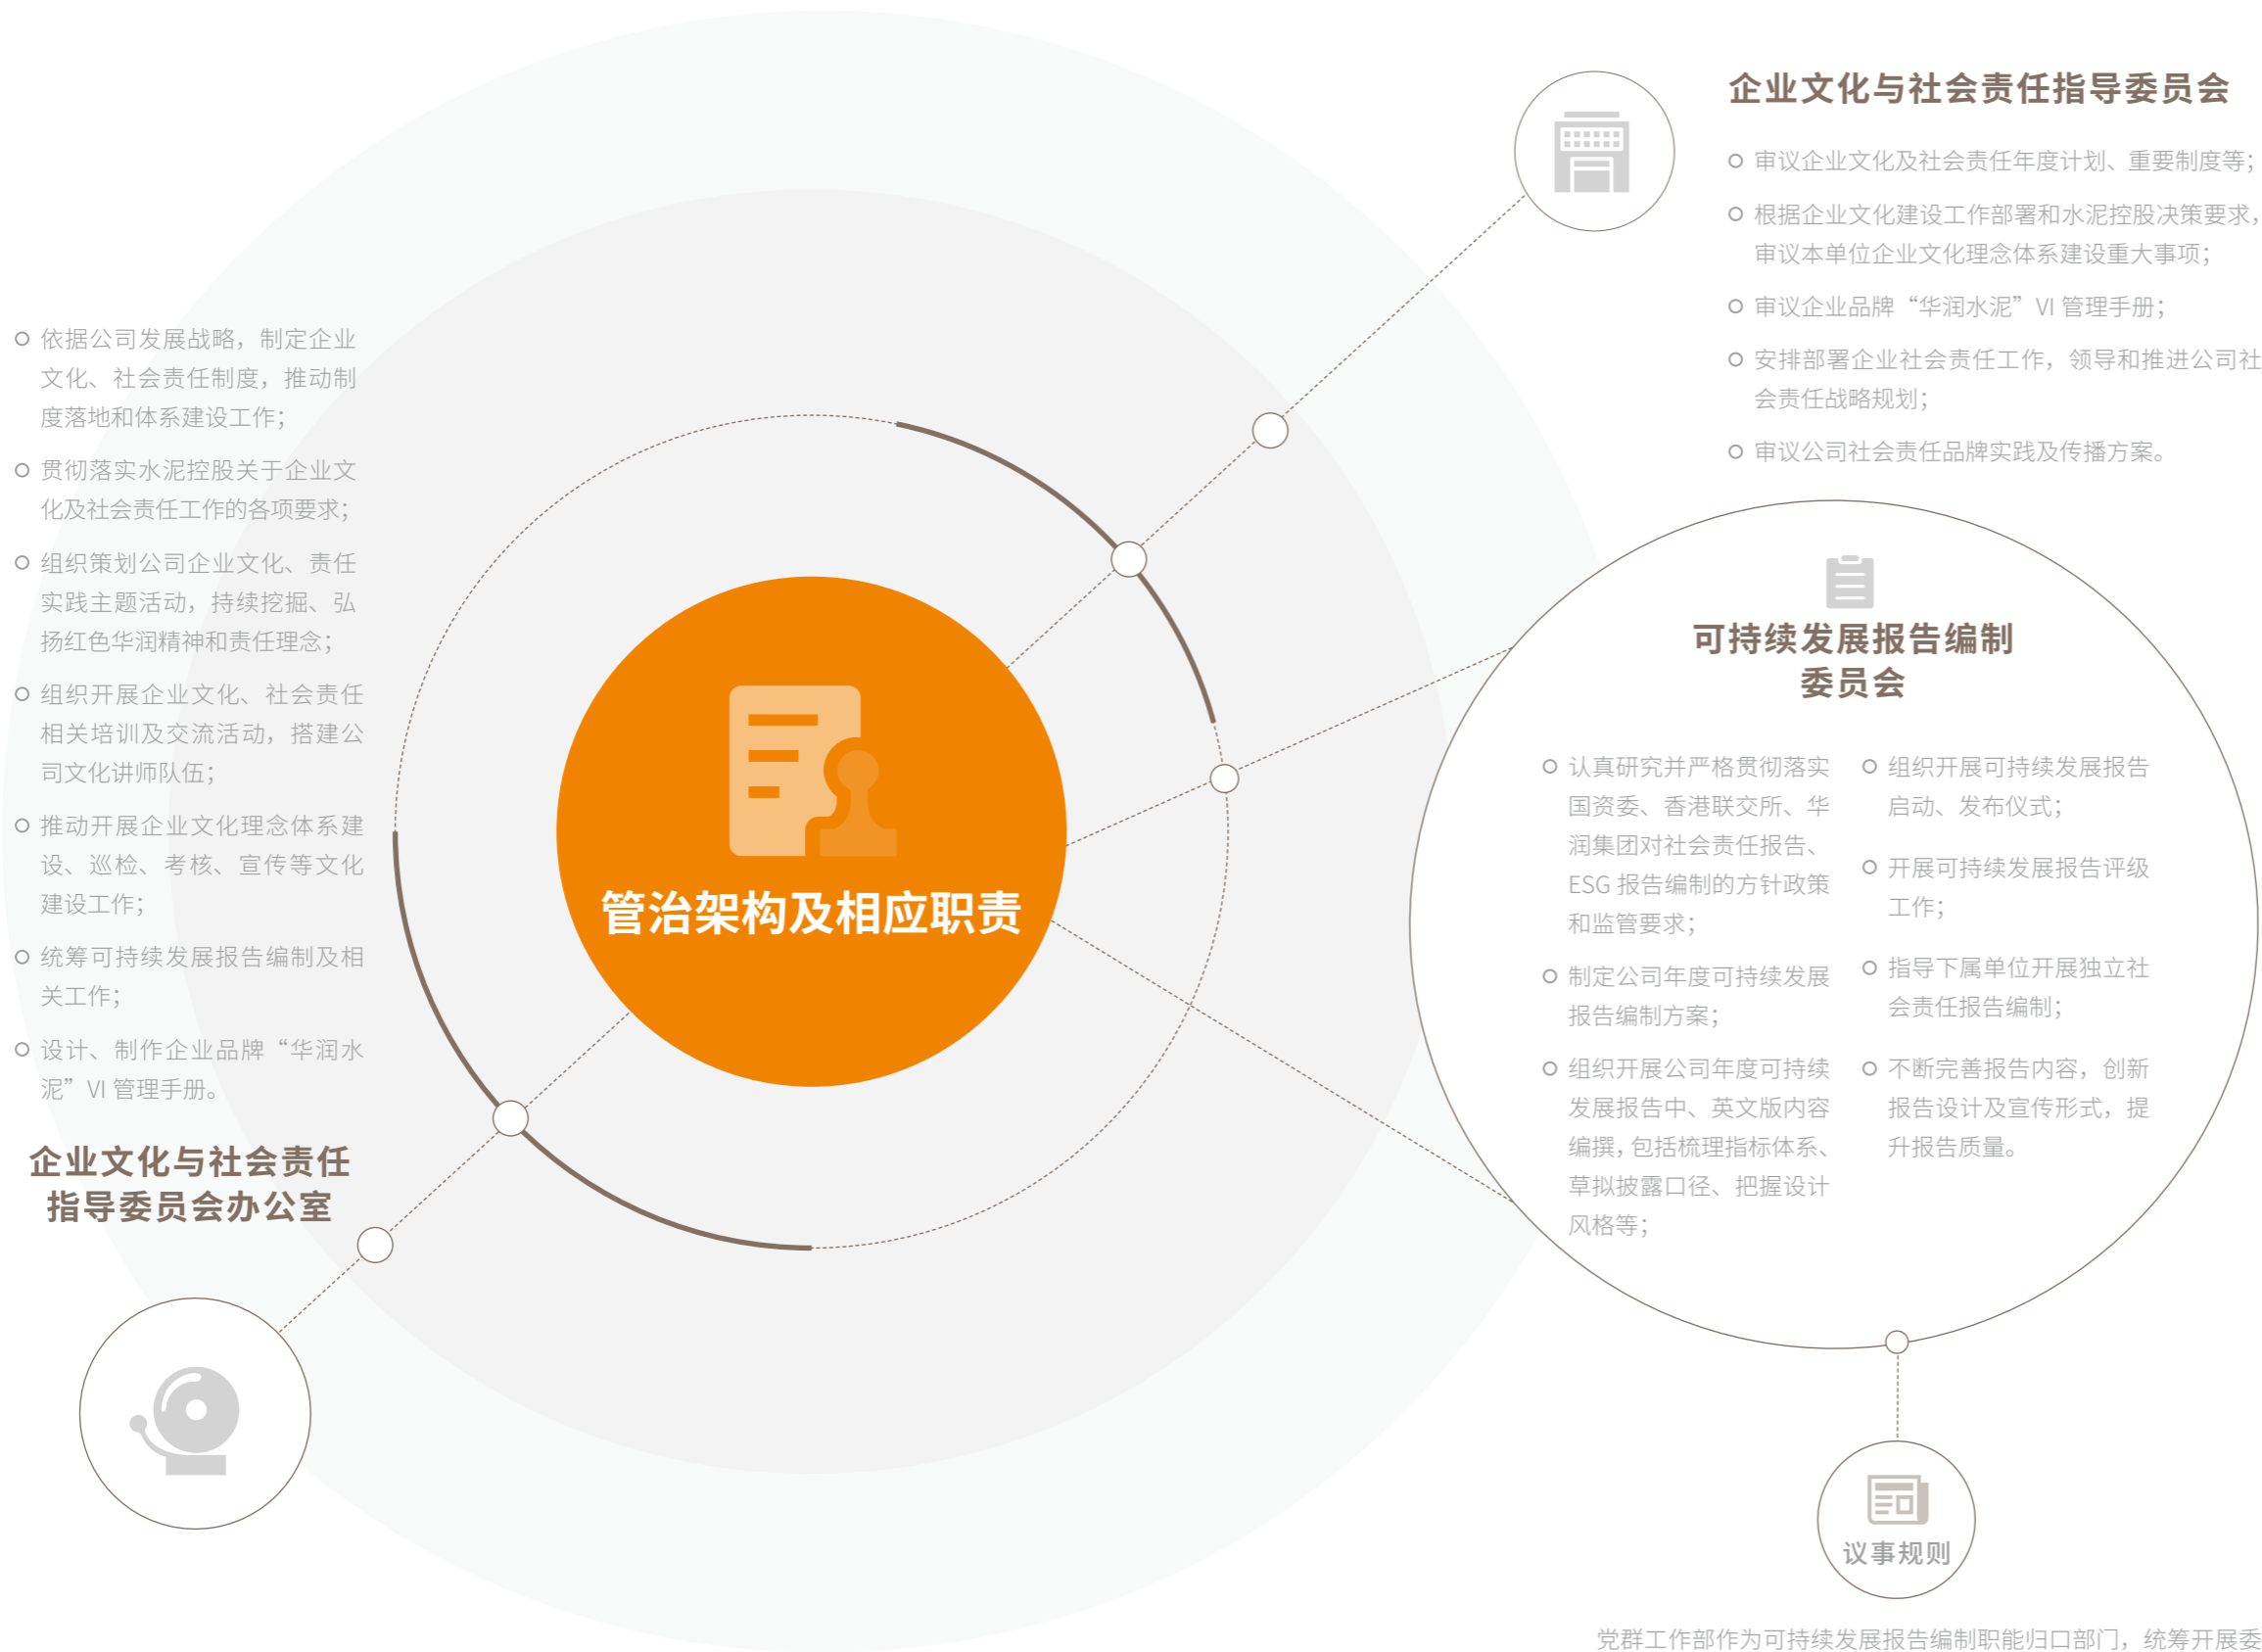 企业文化与社会责任指导委员会
审议企业文化及社会责任年度计划、重要制度等；
根据企业文化建设工作部署和水泥控股决策要求，
审议本单位企业文化理念体系建设重大事项；
审议企业品牌“华润水泥”VI 管理手册；
安排部署企业社会责任工作，领导和推进公司社
会责任战略规划；
审议公司社会责任品牌实践及传播方案。
依据公司发展战略，制定企业
文化、社会责任制度，推动制
度落地和体系建设工作；
贯彻落实水泥控股关于企业文
化及社会责任工作的各项要求；
组织策划公司企业文化、责任
实践主题活动，持续挖掘、弘
扬红色华润精神和责任理念；
组织开展企业文化、社会责任
相关培训及交流活动，搭建公
司文化讲师队伍；
推动开展企业文化理念体系建
设、巡检、考核、宣传等文化
建设工作；
统筹可持续发展报告编制及相
关工作；
设计、制作企业品牌“华润水
泥”VI 管理手册。
企业文化与社会责任
指导委员会办公室
管治架构及相应职责
可持续发展报告编制
委员会
认真研究并严格贯彻落实
国资委、香港联交所、华
润集团对社会责任报告、
ESG 报告编制的方针政策
和监管要求；
制定公司年度可持续发展
报告编制方案；
组织开展公司年度可持续
发展报告中、英文版内容
编撰，包括梳理指标体系、
草拟披露口径、把握设计
风格等；
组织开展可持续发展报告
启动、发布仪式；
开展可持续发展报告评级
工作；
指导下属单位开展独立社
会责任报告编制；
不断完善报告内容，创新
报告设计及宣传形式，提
升报告质量。
议事规则
党群工作部作为可持续发展报告编制职能归口部门，统筹开展委